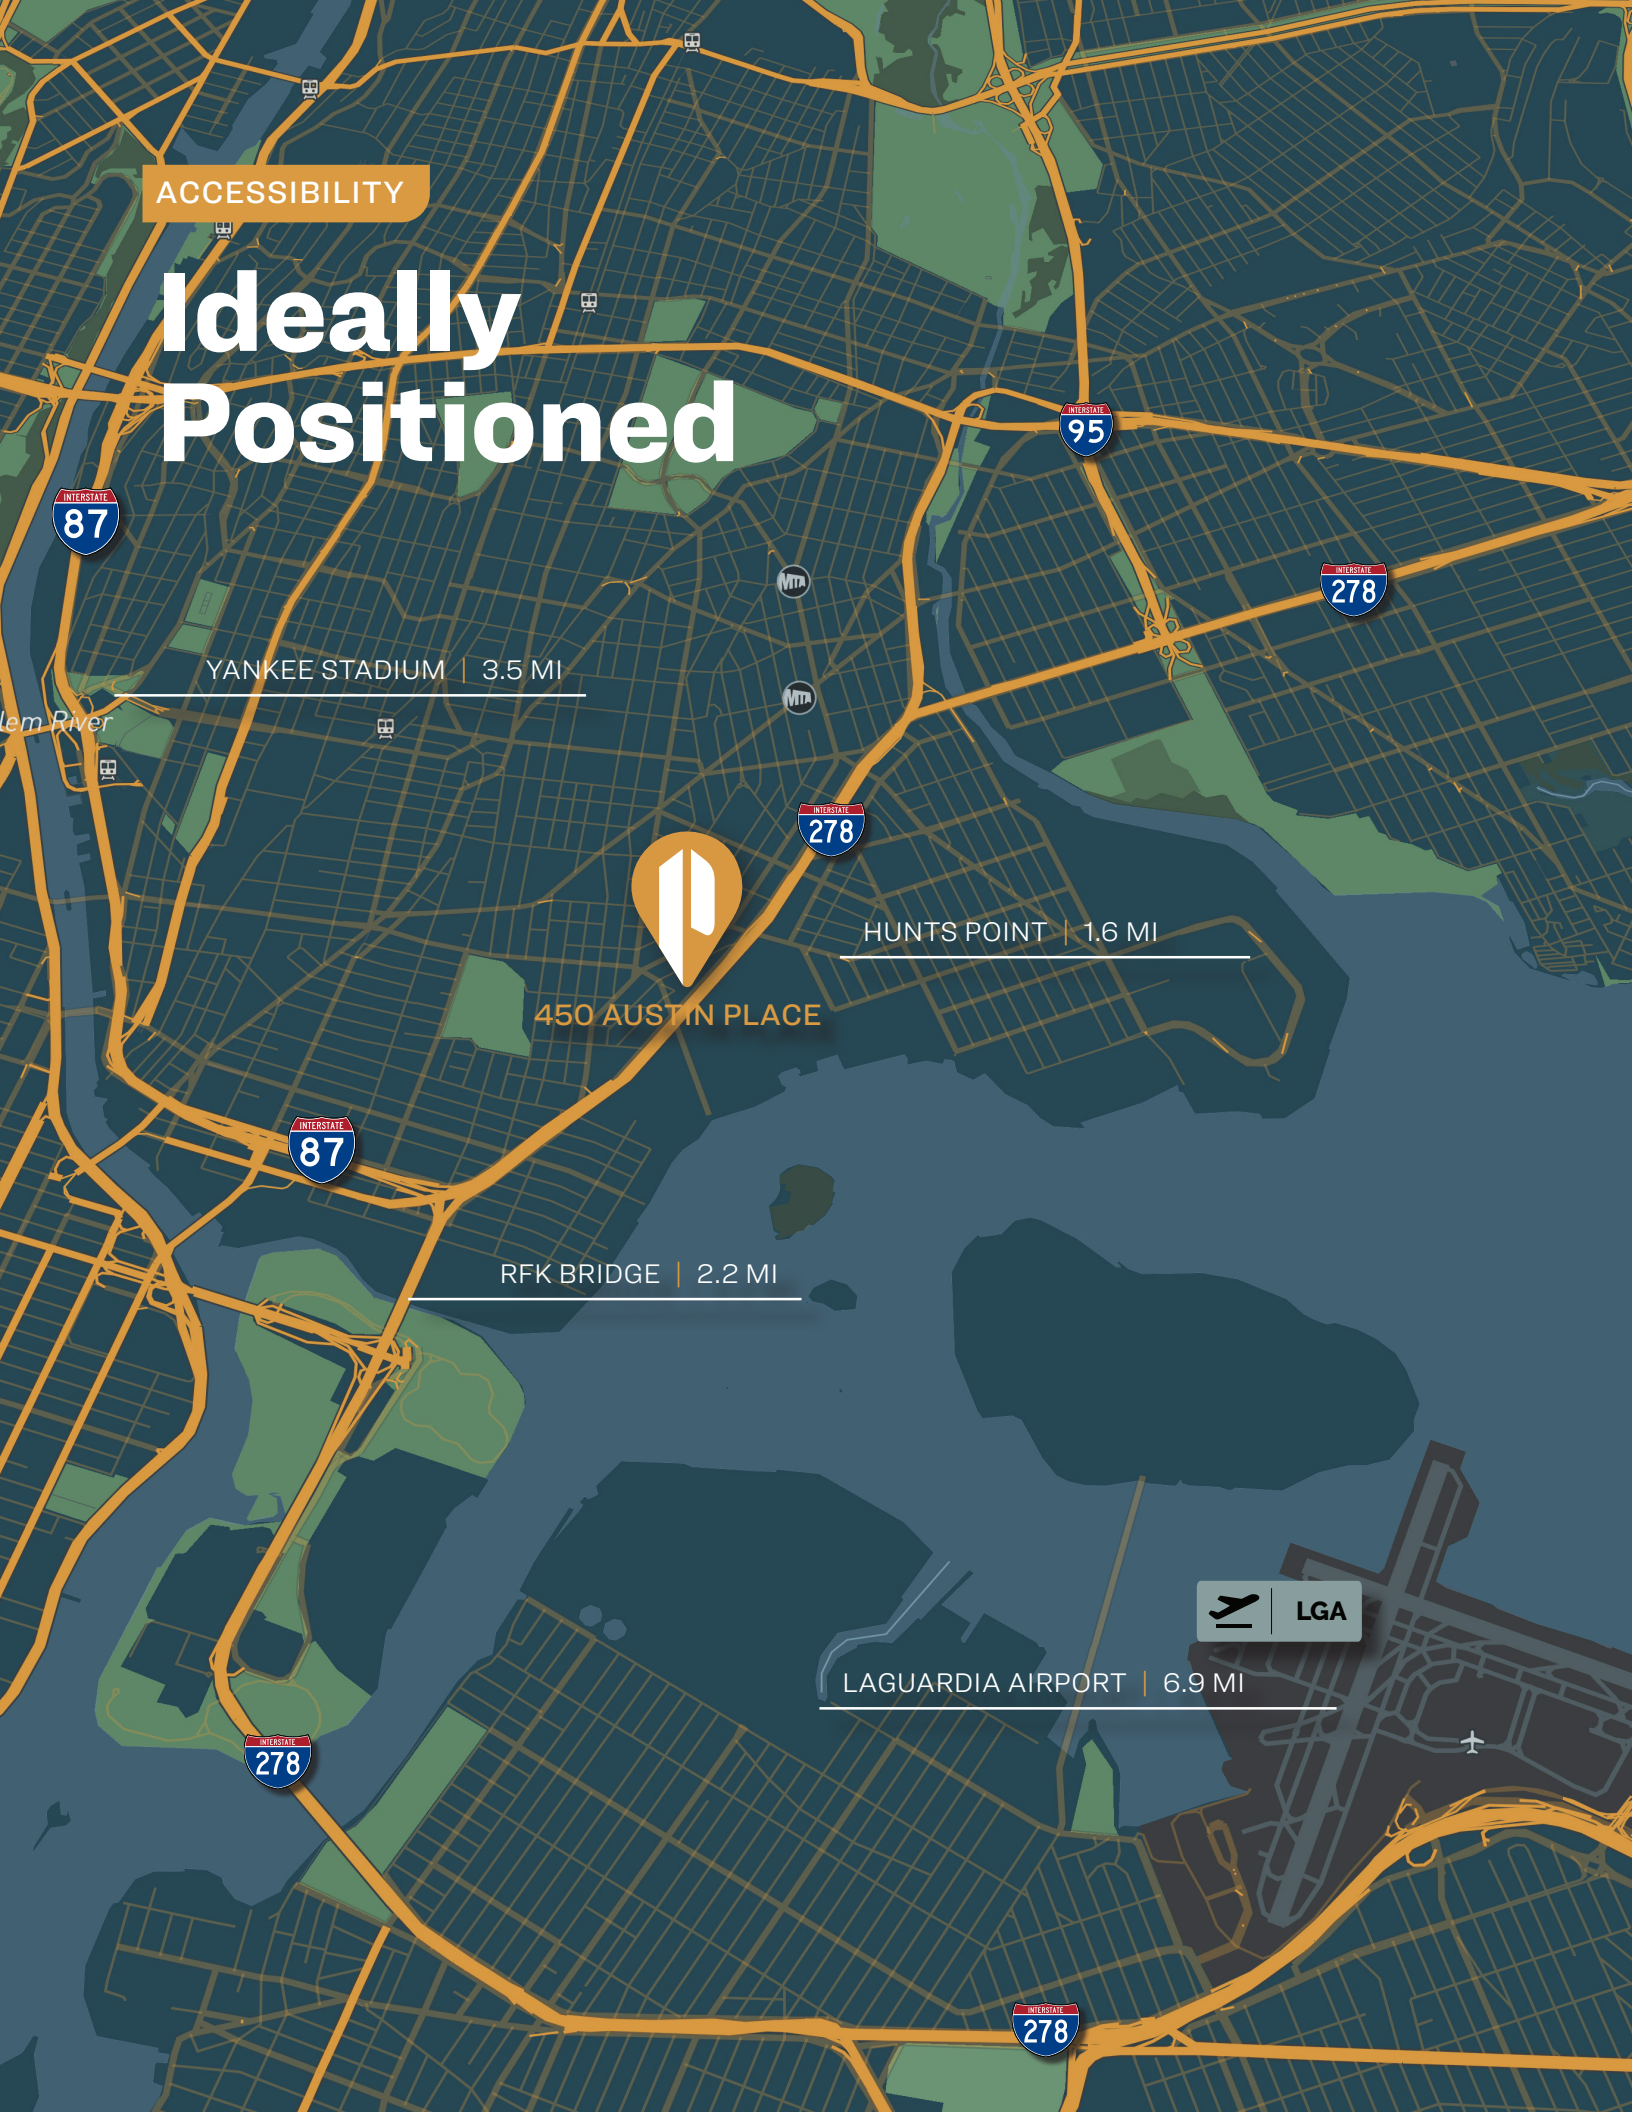 ACCESSIBILITY
Ideally
Positioned
INTERSTATE
95
INTERSTATE
87
MTA
INTERSTATE
278
YANKEE STADIUM | 3.5 MI
MTA
lem River
INTERSTATE
278
HUNTS POINT | 1.6 MI
450 AUSTIN PLACE
INTERSTATE
87
RFK BRIDGE | 2.2 MI
LGA
LAGUARDIA AIRPORT | 6.9 MI
INTERSTATE
278
INTERSTATE
278